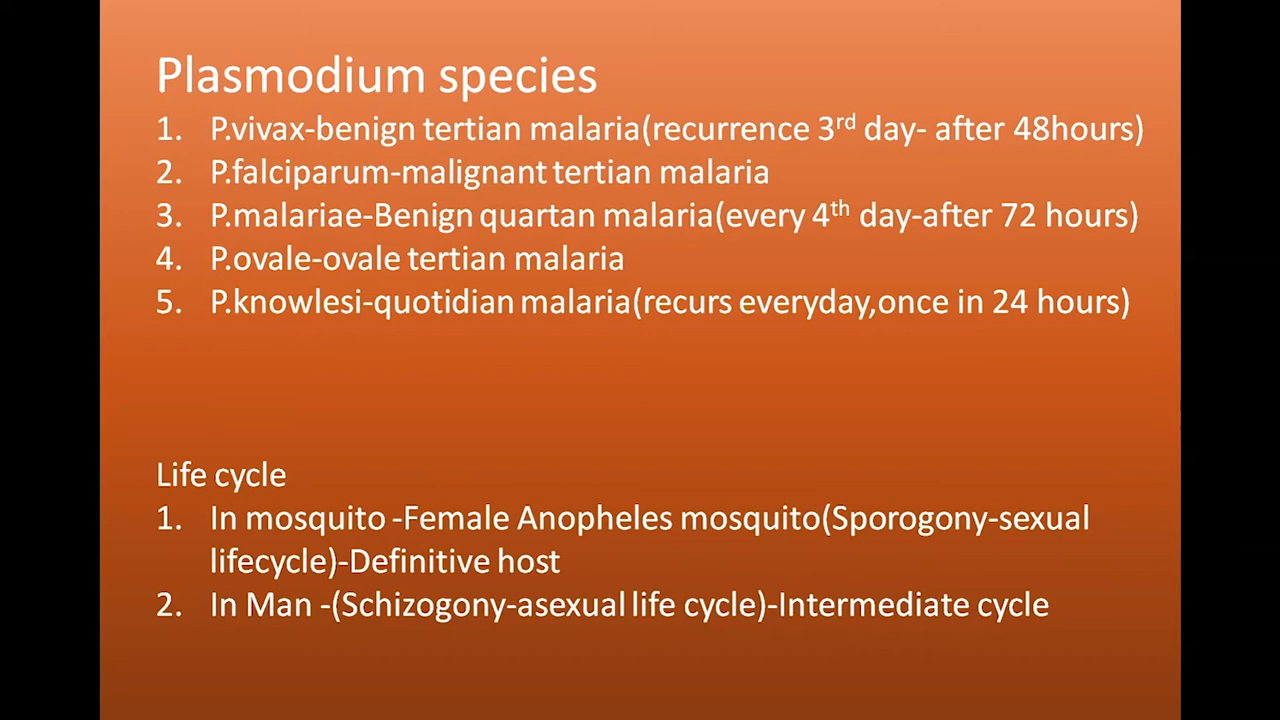 Plasmodium species
1. P.vivax-benign tertian malaria(recurrence 3rd day- after 48hours)
2. P.falciparum-malignant tertian malaria
3. P.malariae-Benign quartan malaria(every 4th day-after 72 hours)
4. P.ovale-ovale tertian malaria
5. P.knowlesi-quotidian malaria(recurs everyday,once in 24 hours)
Life cycle
1. In mosquito -Female Anopheles mosquito(Sporogony-sexual
lifecycle)-Definitive host
2. In Man -(Schizogony-asexual life cycle)-Intermediate cycle